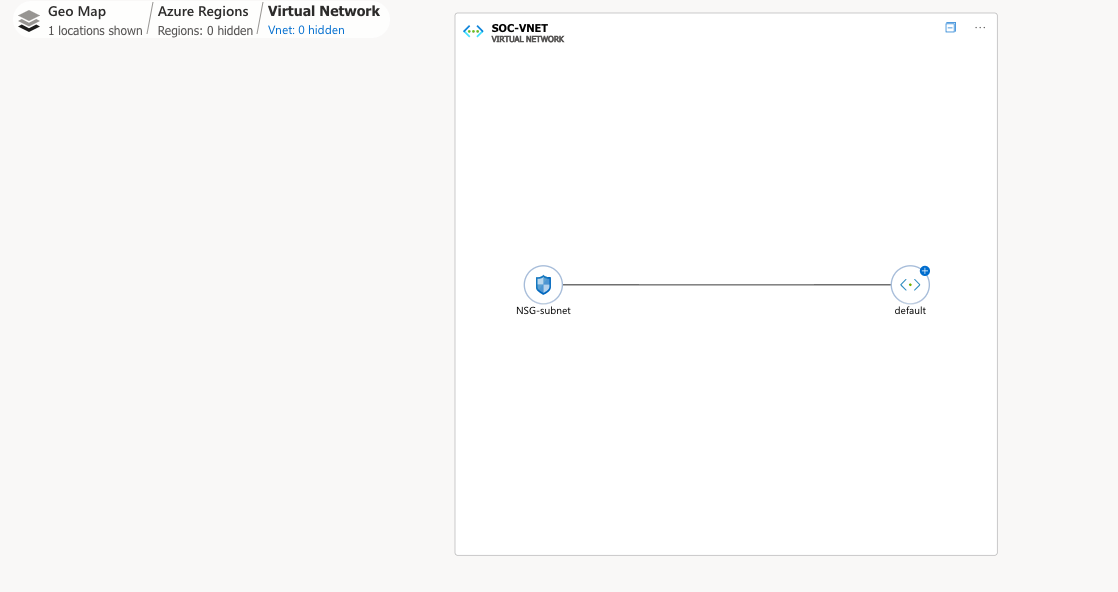 Geo Map
1 locations shown
Azure Regions
Regions: 0 hidden
Virtual Network
Vnet: 0 hidden
SOC-VNET
VIRTUAL NETWORK
NSG-subnet
default